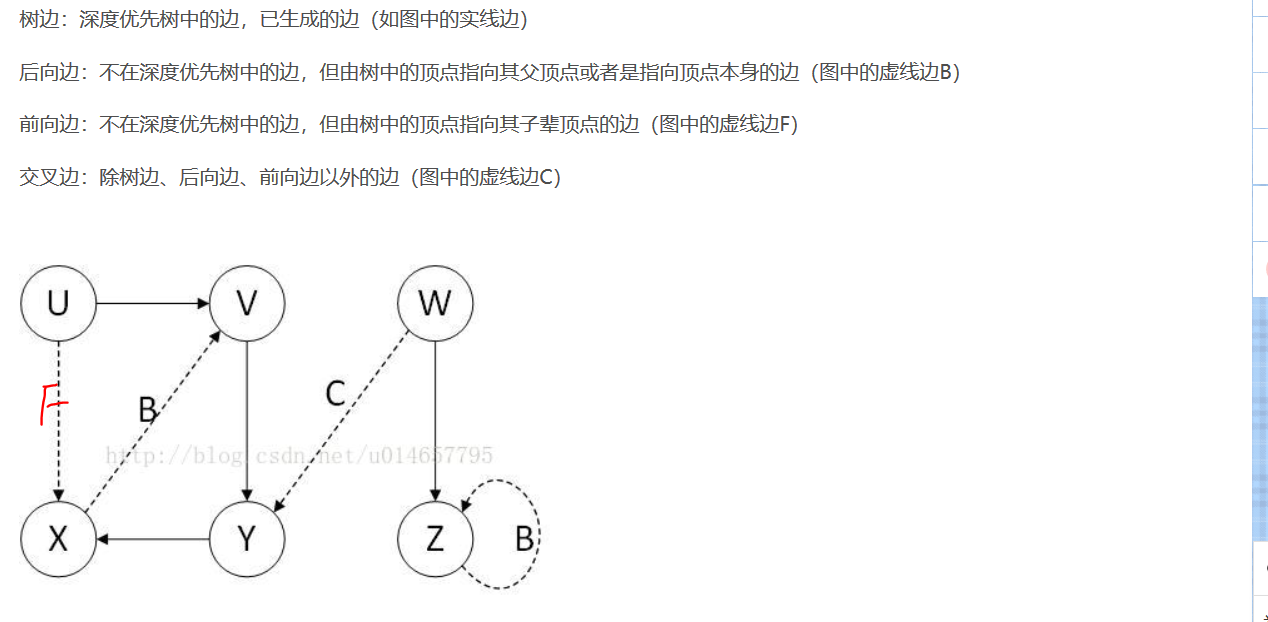 树边：深度优先树中的边，已生成的边（如图中的实线边）
后向边：不在深度优先树中的边，但由树中的顶点指向其父顶点或者是指向顶点本身的边（图中的虚线边B）
前向边：不在深度优先树中的边，但由树中的顶点指向其子辈顶点的边（图中的虚线边F）
交叉边：除树边、后向边、前向边以外的边（图中的虚线边C）
U V W
F B C
http://blog.csdn.net/u014657795
X Y Z B